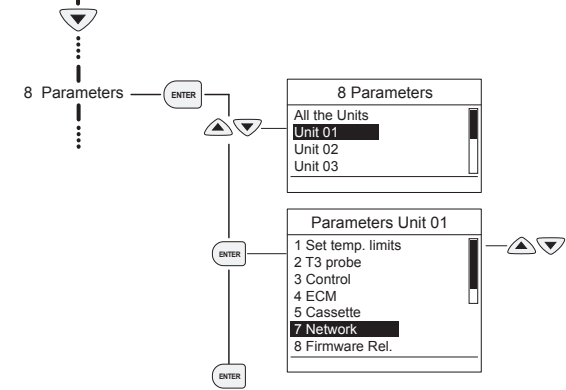 8 Parameters
ENTER
8 Parameters
All the Units
Unit 01
Unit 02
Unit 03
Parameters Unit 01
ENTER
1 Set temp. limits
2 T3 probe
3 Control
4 ECM
5 Cassette
7 Network
8 Firmware Rel.
ENTER